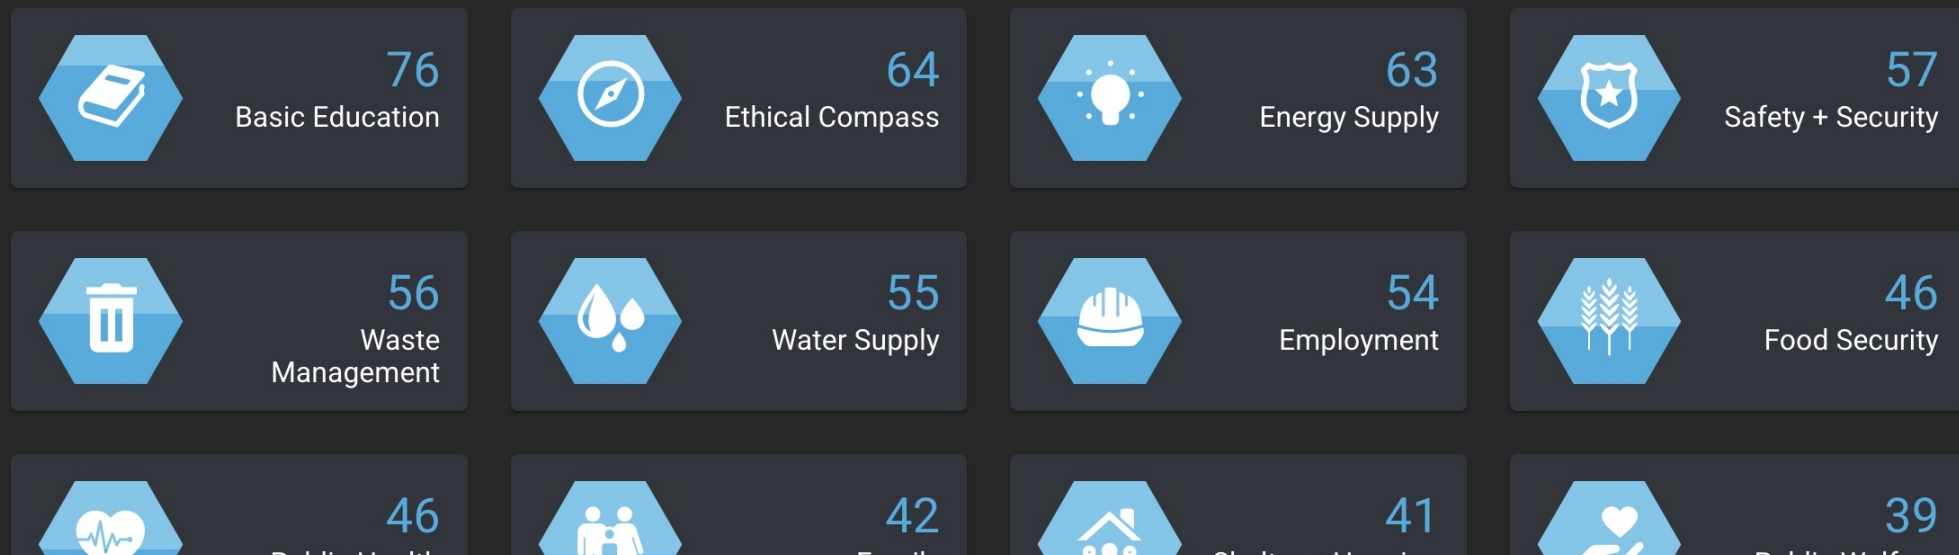 76
Basic Education
64
Ethical Compass
63
Energy Supply
57
Safety + Security
56
Waste
Management
55
Water Supply
54
Employment
46
Food Security
46
42
41
39